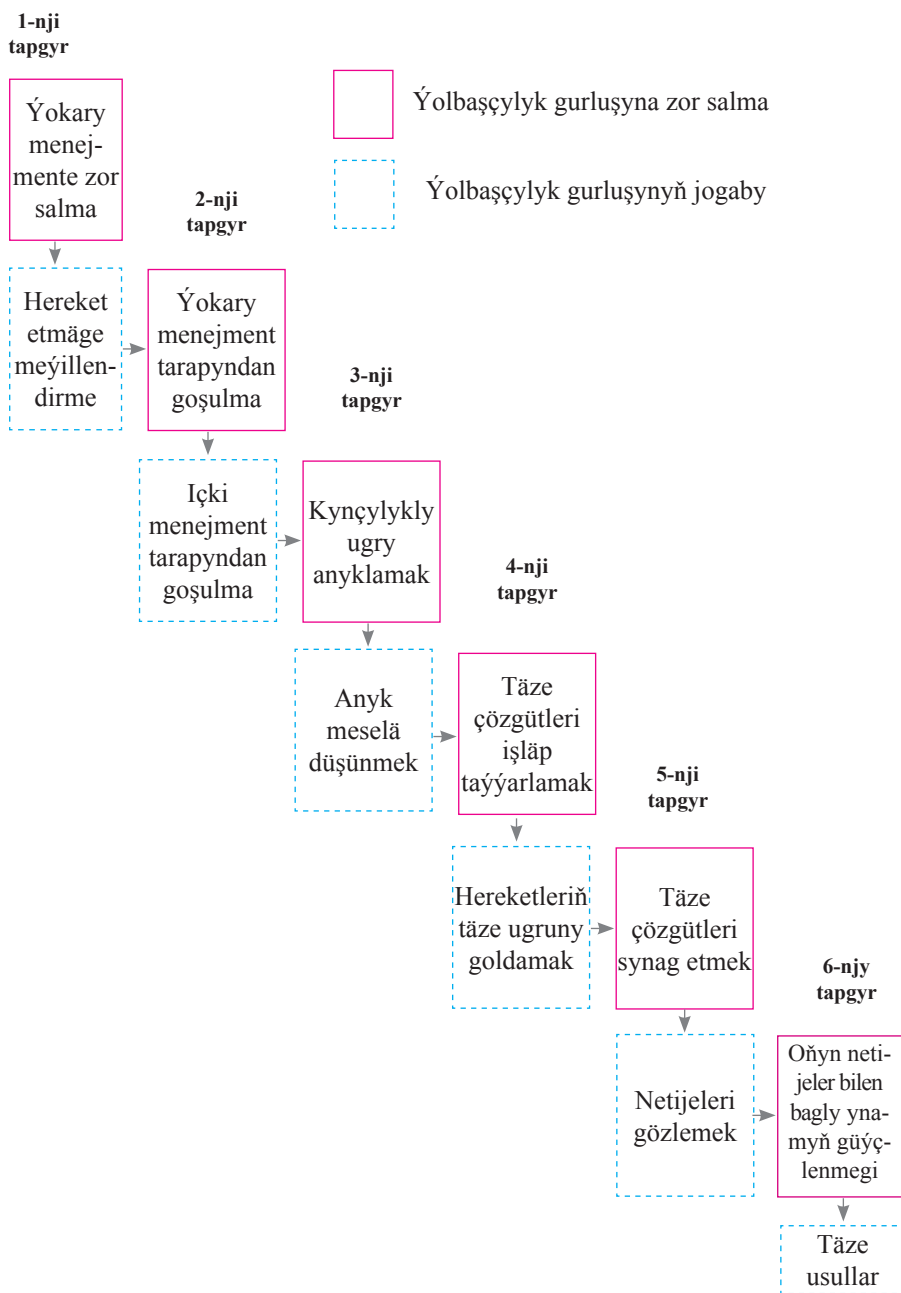 1-nji
tapgyr
Ýokary
menej-
mente zor
salma
Ýolbaşçylyk gurluşyna zor salma
Ýolbaşçylyk gurluşynyň jogaby
2-nji
tapgyr
Hereket
etmäge
meýillen-
dirme
Ýokary
menejment
tarapyndan
goşulma
3-nji
tapgyr
Içki
menejment
tarapyndan
goşulma
Kynçylykly
ugry
anyklamak
4-nji
tapgyr
Anyk
meselä
düşünmek
Täze
çözgütleri
işläp
taýýarlamak
5-nji
tapgyr
Hereketleriň
täze ugruny
goldamak
Täze
çözgütleri
synag etmek
6-njy
tapgyr
Netijeleri
gözlemek
Oňyn neti-
jeler bilen
bagly yna-
myň güýç-
lenmegi
Täze
usullar